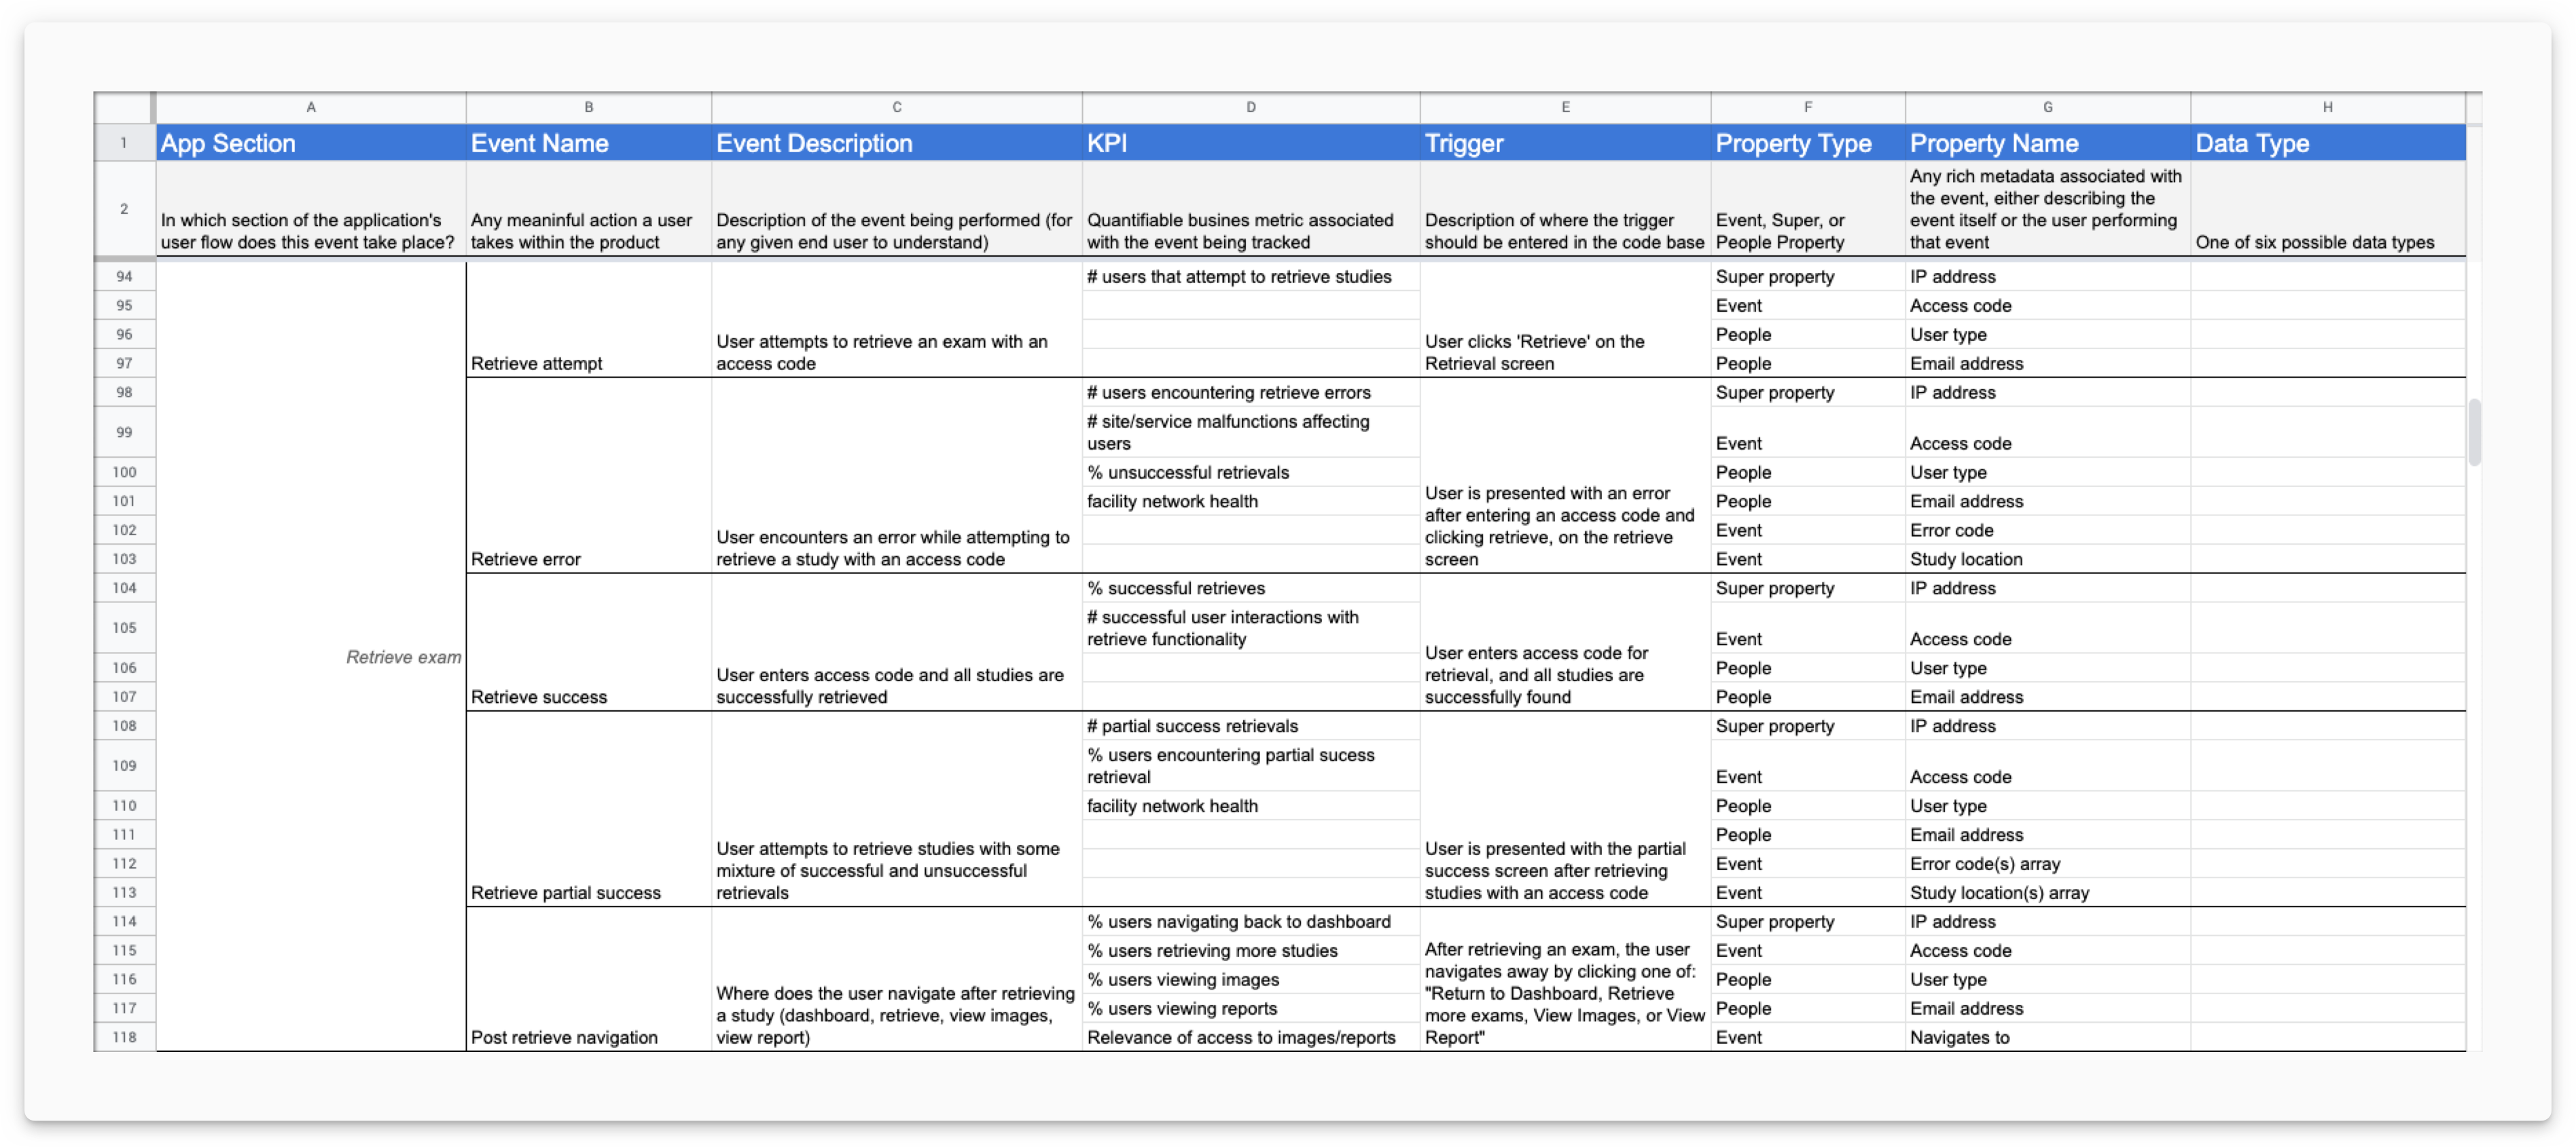 A B C D E F G H
1 App Section Event Name Event Description KPI Trigger Property Type Property Name Data Type
2
In which section of the application's
user flow does this event take place?
Any meaninful action a user
takes within the product
Description of the event being performed (for
any given end user to understand)
Quantifiable busines metric associated
with the event being tracked
Description of where the trigger
should be entered in the code base
Event, Super, or
People Property
Any rich metadata associated with
the event, either describing the
event itself or the user performing
that event
One of six possible data types
Retrieve exam
Retrieve attempt
User attempts to retrieve an exam with an
access code
User clicks 'Retrieve' on the
Retrieval screen
94 # users that attempt to retrieve studies Super property IP address
95 Event Access code
96 People User type
97 People Email address
Retrieve error
User encounters an error while attempting to
retrieve a study with an access code
User is presented with an error
after entering an access code and
clicking retrieve, on the retrieve
screen
98 # users encountering retrieve errors Super property IP address
99 # site/service malfunctions affecting
users Event Access code
100 % unsuccessful retrievals People User type
101 facility network health People Email address
102 Event Error code
103 Event Study location
Retrieve success
User enters access code and all studies are
successfully retrieved
User enters access code for
retrieval, and all studies are
successfully found
104 % successful retrieves Super property IP address
105 # successful user interactions with
retrieve functionality Event Access code
106 People User type
107 People Email address
Retrieve partial success
User attempts to retrieve studies with some
mixture of successful and unsuccessful
retrievals
User is presented with the partial
success screen after retrieving
studies with an access code
108 # partial success retrievals Super property IP address
109 % users encountering partial sucess
retrieval Event Access code
110 facility network health People User type
111 People Email address
112 Event Error code(s) array
113 Event Study location(s) array
Post retrieve navigation
Where does the user navigate after retrieving
a study (dashboard, retrieve, view images,
view report)
After retrieving an exam, the user
navigates away by clicking one of:
"Return to Dashboard, Retrieve
more exams, View Images, or View
Report"
114 % users navigating back to dashboard Super property IP address
115 % users retrieving more studies Event Access code
116 % users viewing images People User type
117 % users viewing reports People Email address
118 Relevance of access to images/reports Event Navigates to